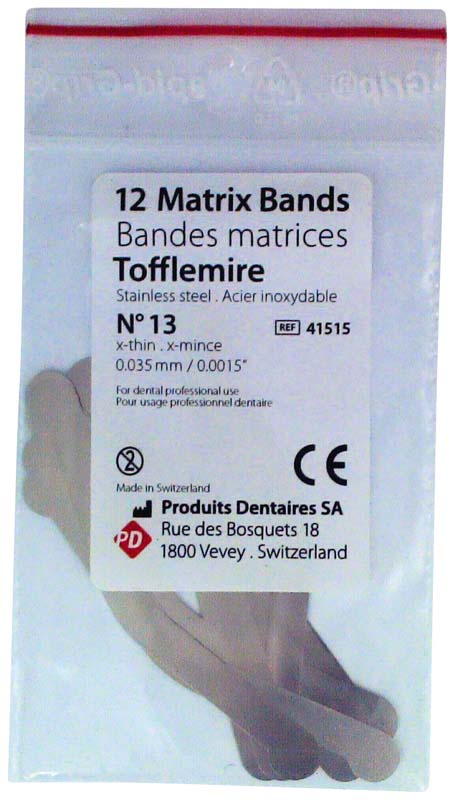 12 Matrix Bands
Bandes matrices
Tofflemire
Stainless steel . Acier inoxydable
N° 13
REF 41515
x-thin . x-mince
0.035 mm / 0.0015"
For dental professional use
Pour usage professionnel dentaire
2
CE
Made in Switzerland
Produits Dentaires SA
PD
Rue des Bosquets 18
1800 Vevey . Switzerland